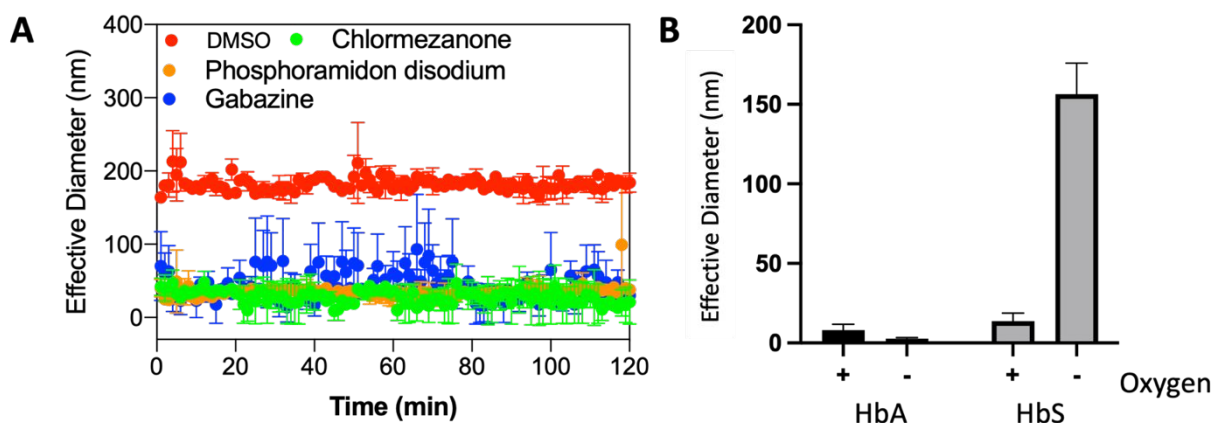 A
B
DMSO Chlormezanone
Phosphoramidon disodium
Gabazine
Effective Diameter (nm)
400
300
200
100
0
0 20 40 60 80 100 120
Time (min)
Effective Diameter (nm)
200
150
100
50
0
+ - + - Oxygen
HbA HbS